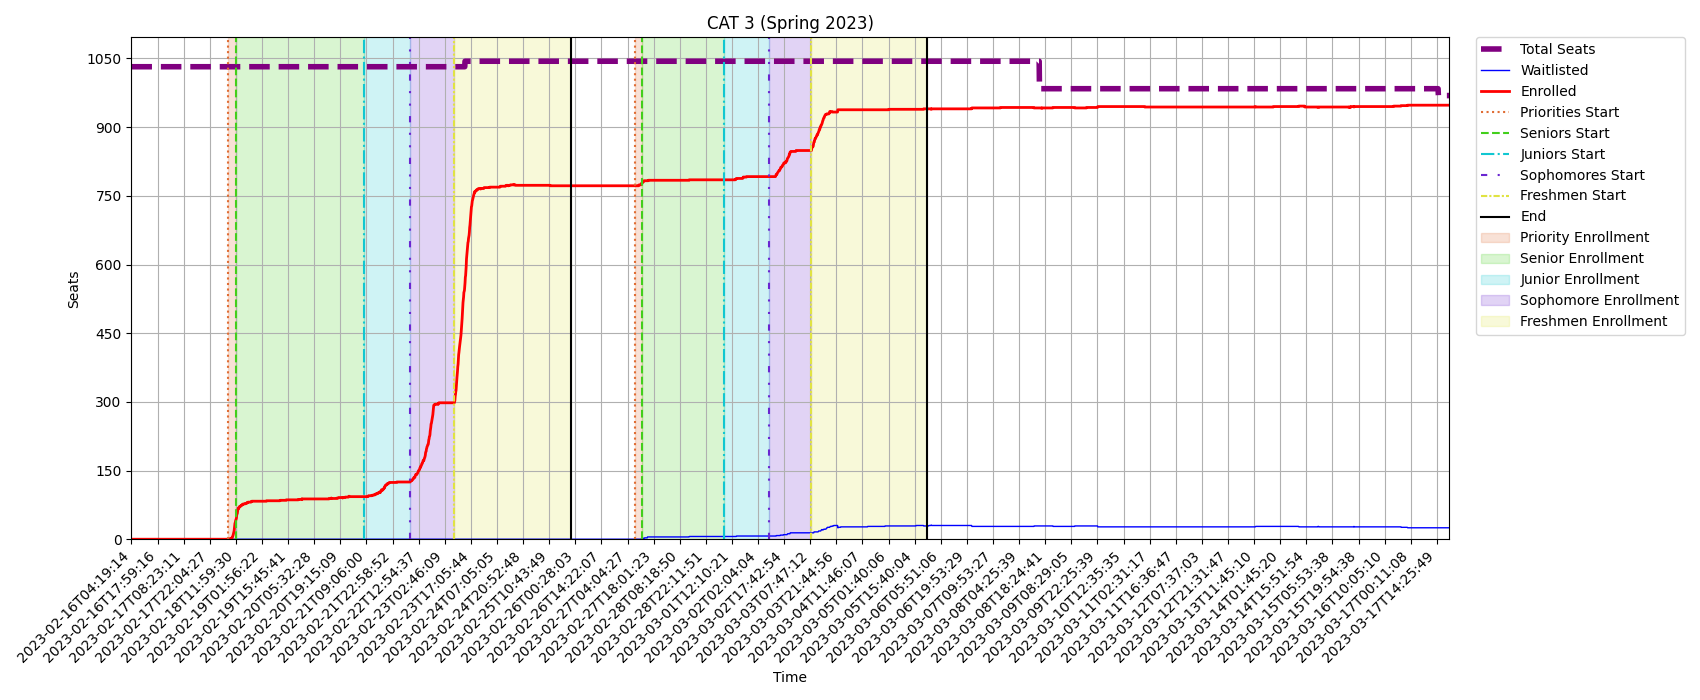 CAT 3 (Spring 2023)
Total Seats
Waitlisted
Enrolled
Priorities Start
Seniors Start
Juniors Start
Sophomores Start
Freshmen Start
End
Priority Enrollment
Senior Enrollment
Junior Enrollment
Sophomore Enrollment
Freshmen Enrollment
Seats
1050
900
750
600
450
300
150
0
2023-02-16T04:19:14
2023-02-16T17:59:16
2023-02-17T08:23:11
2023-02-17T22:04:27
2023-02-18T11:59:30
2023-02-19T01:56:22
2023-02-19T15:45:41
2023-02-20T05:32:28
2023-02-20T19:15:09
2023-02-21T09:06:00
2023-02-21T22:58:52
2023-02-22T12:54:37
2023-02-23T02:46:09
2023-02-23T17:05:44
2023-02-24T07:05:05
2023-02-24T20:52:48
2023-02-25T10:43:49
2023-02-26T00:28:03
2023-02-26T14:22:07
2023-02-27T04:04:27
2023-02-27T18:01:23
2023-02-28T08:18:50
2023-02-28T22:11:51
2023-03-01T12:10:21
2023-03-02T02:04:04
2023-03-02T17:42:54
2023-03-03T07:47:12
2023-03-03T21:44:56
2023-03-04T11:46:07
2023-03-05T01:40:06
2023-03-05T15:40:04
2023-03-06T05:51:06
2023-03-06T19:53:29
2023-03-07T09:53:27
2023-03-08T04:25:39
2023-03-08T18:24:41
2023-03-09T08:29:05
2023-03-09T22:25:39
2023-03-10T12:35:35
2023-03-11T02:31:17
2023-03-11T16:36:47
2023-03-12T07:37:03
2023-03-12T21:31:47
2023-03-13T11:45:10
2023-03-14T01:45:20
2023-03-14T15:51:54
2023-03-15T05:53:38
2023-03-15T19:54:38
2023-03-16T10:05:10
2023-03-17T00:11:08
2023-03-17T14:25:49
Time